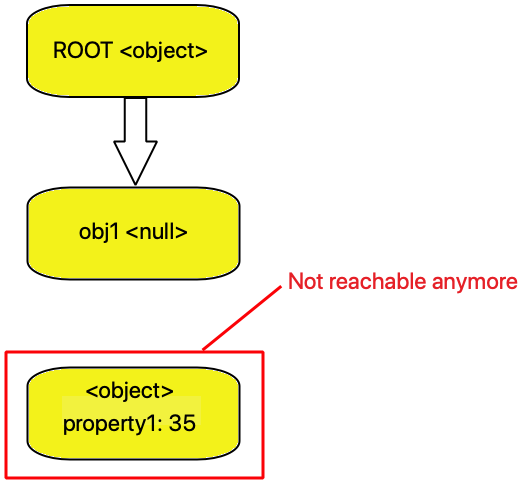 ROOT <object>
obj1 <null>
Not reachable anymore
<object>
property1: 35